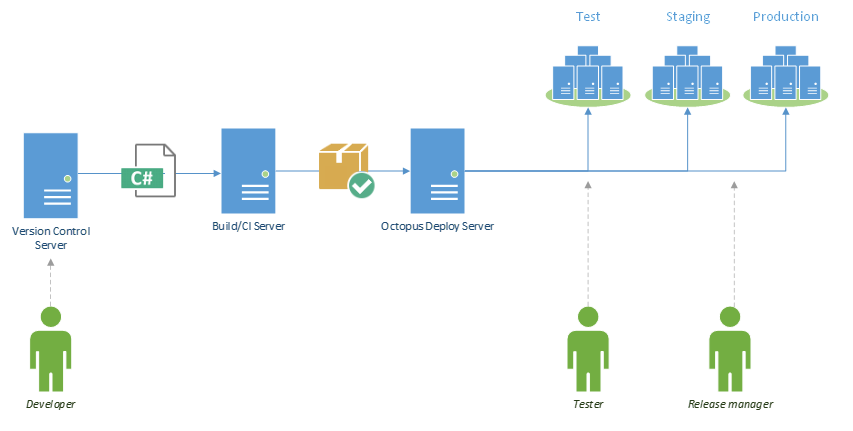 Test
Staging
Production
C#
Version Control
Server
Build/CI Server
Octopus Deploy Server
Developer
Tester
Release manager